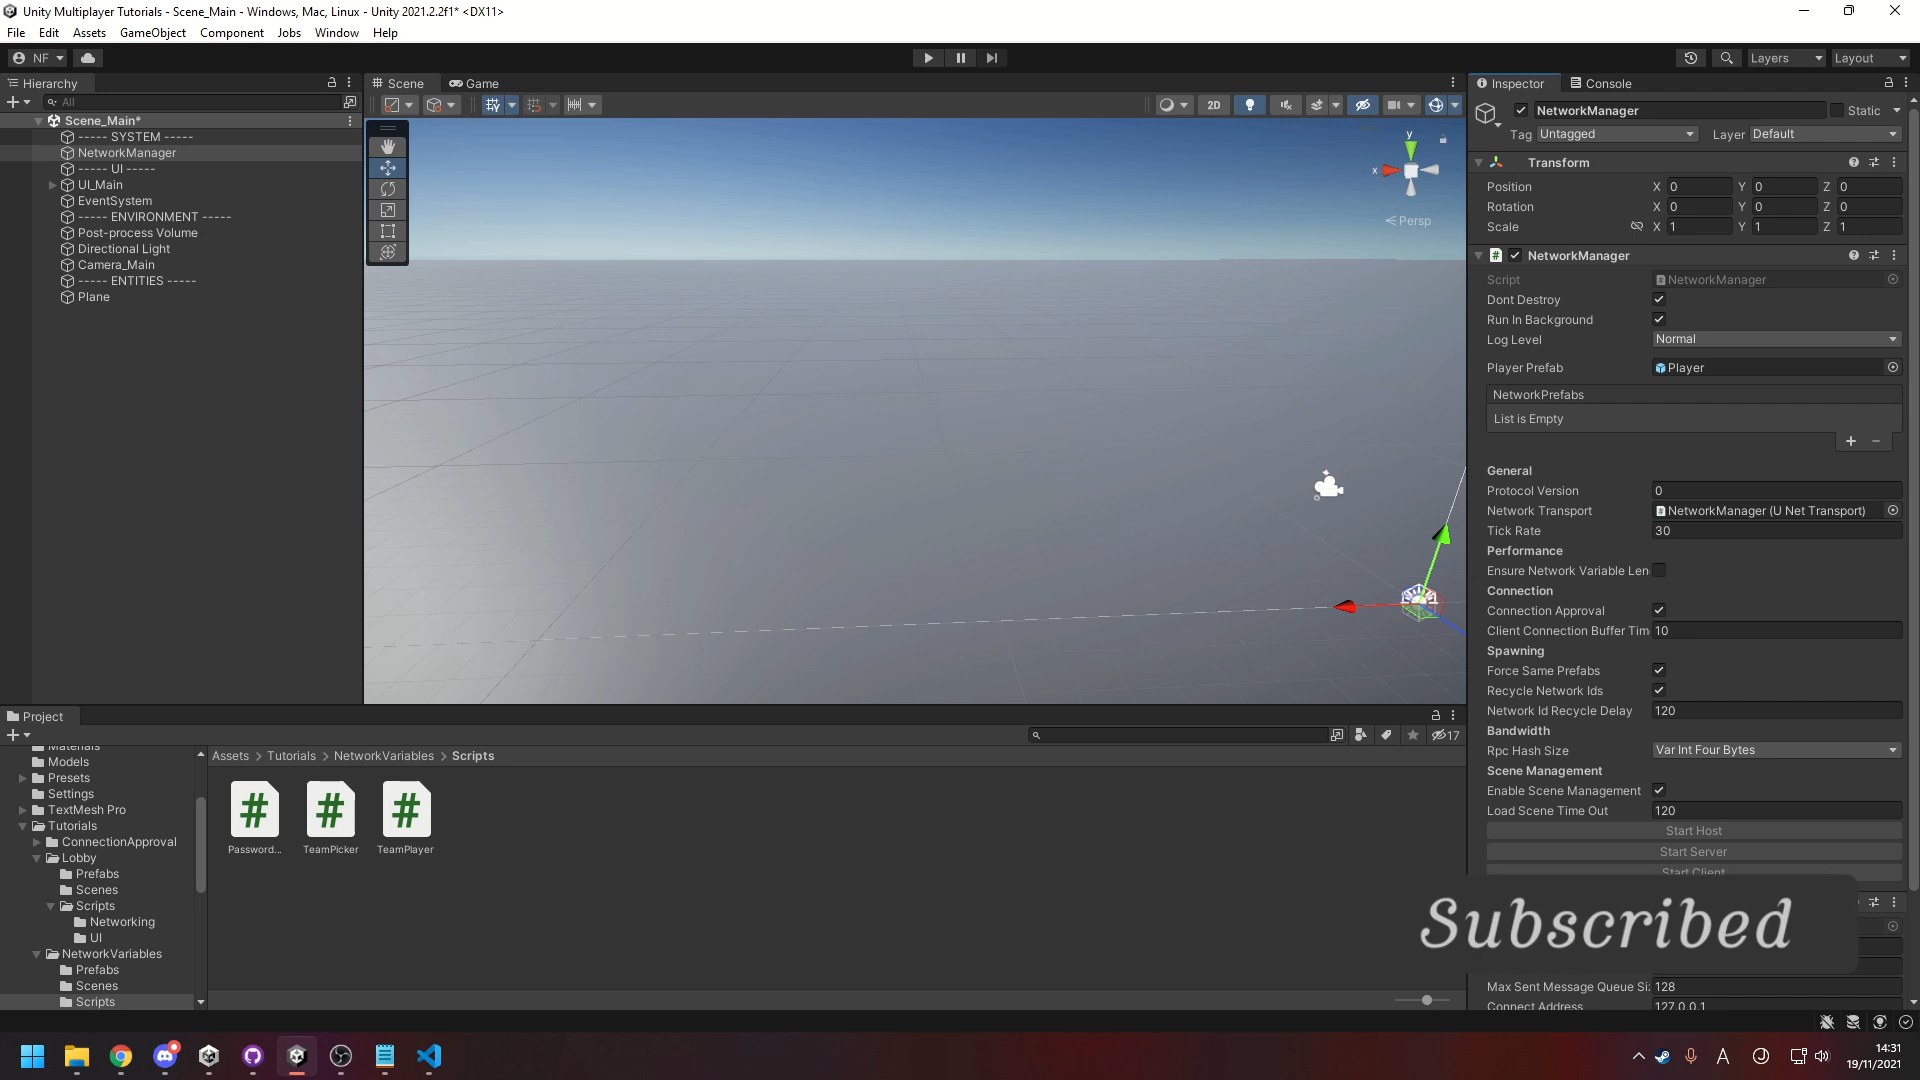 Unity Multiplayer Tutorials - Scene_Main - Windows, Mac, Linux - Unity 2021.2.2f1* <DX11>
File Edit Assets GameObject Component Jobs Window Help
NF
Layers
Layout
Hierarchy
All
Scene_Main*
----- SYSTEM -----
NetworkManager
----- UI -----
UI_Main
EventSystem
----- ENVIRONMENT -----
Post-process Volume
Directional Light
Camera_Main
----- ENTITIES -----
Plane
Scene
Game
2D
y
x
Persp
Inspector
Console
NetworkManager
Static
Tag Untagged
Layer Default
Transform
Position X 0 Y 0 Z 0
Rotation X 0 Y 0 Z 0
Scale X 1 Y 1 Z 1
NetworkManager
Script NetworkManager
Dont Destroy
Run In Background
Log Level Normal
Player Prefab Player
NetworkPrefabs
List is Empty
General
Protocol Version 0
Network Transport NetworkManager (U Net Transport)
Tick Rate 30
Performance
Ensure Network Variable Len
Connection
Connection Approval
Client Connection Buffer Tim 10
Spawning
Force Same Prefabs
Recycle Network Ids
Network Id Recycle Delay 120
Bandwidth
Rpc Hash Size Var Int Four Bytes
Scene Management
Enable Scene Management
Load Scene Time Out 120
Start Host
Start Server
Start Client
Subscribed
Max Sent Message Queue Si 128
Connect Address 127.0.0.1
Project
17
Materials
Models
Presets
Settings
TextMesh Pro
Tutorials
ConnectionApproval
Lobby
Prefabs
Scenes
Scripts
Networking
UI
NetworkVariables
Prefabs
Scenes
Scripts
Assets > Tutorials > NetworkVariables > Scripts
Password...
TeamPicker
TeamPlayer
14:31
19/11/2021